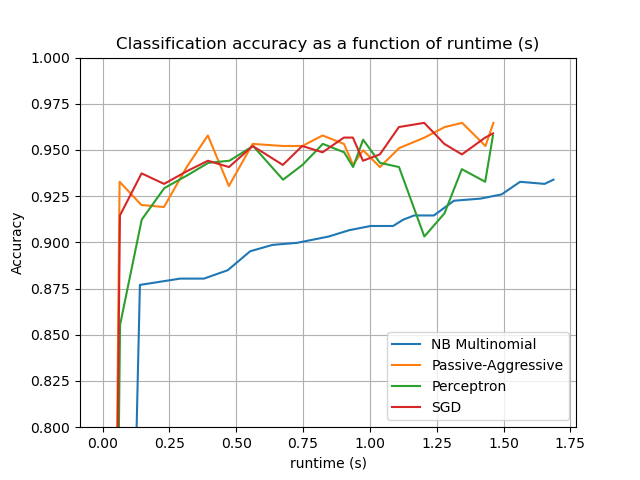 Classification accuracy as a function of runtime (s)
1.000
0.975
0.950
0.925
0.900
0.875
0.850
0.825
0.800
Accuracy
NB Multinomial
Passive-Aggressive
Perceptron
SGD
0.00 0.25 0.50 0.75 1.00 1.25 1.50 1.75
runtime (s)